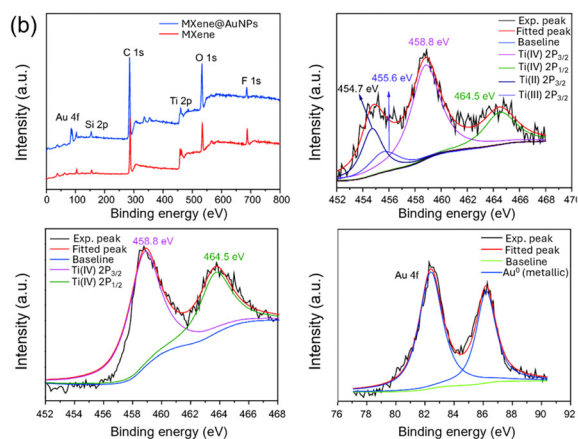 (b)
MXene@AuNPs
MXene
C 1s
O 1s
F 1s
Ti 2p
Au 4f
Si 2p
Intensity (a.u.)
0 100 200 300 400 500 600 700 800
Binding energy (eV)
458.8 eV
454.7 eV
455.6 eV
464.5 eV
Exp. peak
Fitted peak
Baseline
Ti(IV) 2P3/2
Ti(IV) 2P1/2
Ti(II) 2P3/2
Ti(III) 2P3/2
Intensity (a.u.)
452 454 456 458 460 462 464 466 468 470
Binding energy (eV)
Exp. peak
Fitted peak
Baseline
Ti(IV) 2P3/2
Ti(IV) 2P1/2
458.8 eV
464.5 eV
Intensity (a.u.)
452 454 456 458 460 462 464 466 468
Binding energy (eV)
Exp. peak
Fitted peak
Baseline
Au⁰ (metallic)
Au 4f
Intensity (a.u.)
76 78 80 82 84 86 88 90 92
Binding energy (eV)